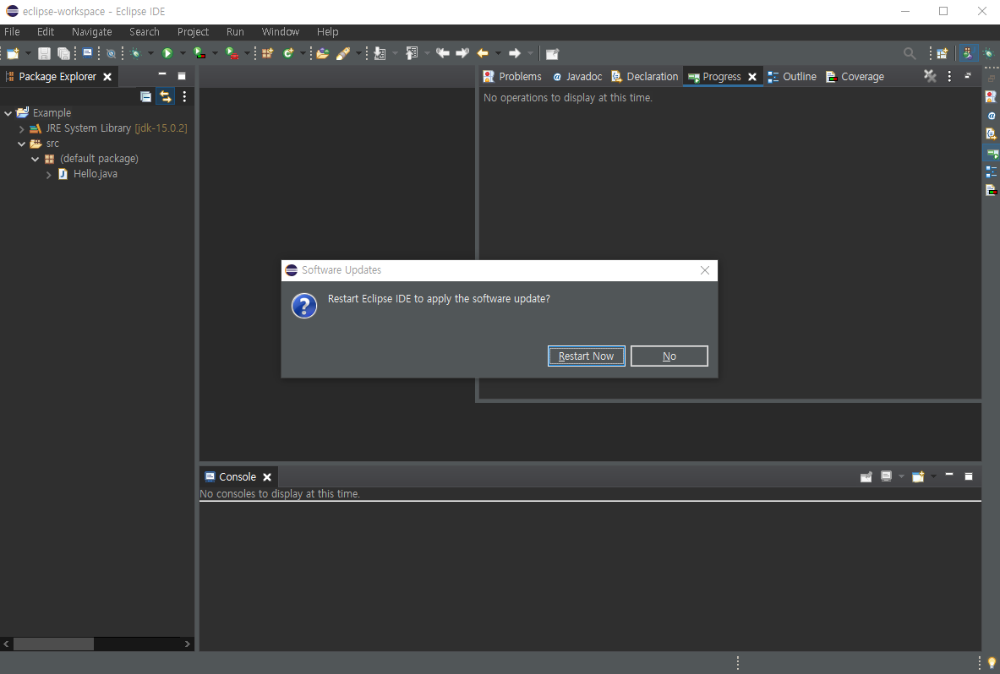 eclipse-workspace - Eclipse IDE
File Edit Navigate Search Project Run Window Help
Package Explorer
Problems Javadoc Declaration Progress Outline Coverage
No operations to display at this time.
Example
JRE System Library [jdk-15.0.2]
src
(default package)
Hello.java
Software Updates
Restart Eclipse IDE to apply the software update?
Restart Now No
Console
No consoles to display at this time.